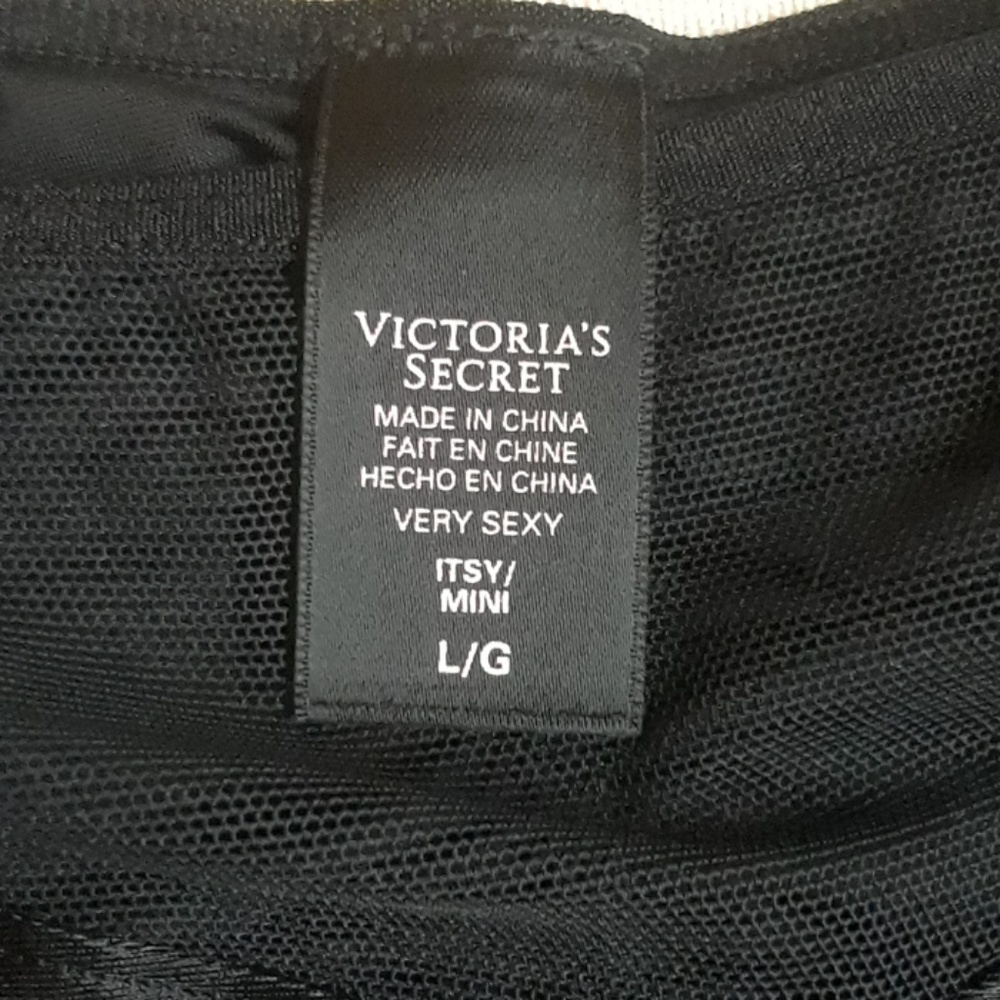 VICTORIA'S
SECRET
MADE IN CHINA
FAIT EN CHINE
HECHO EN CHINA
VERY SEXY
ITSY/
MINI
L/G